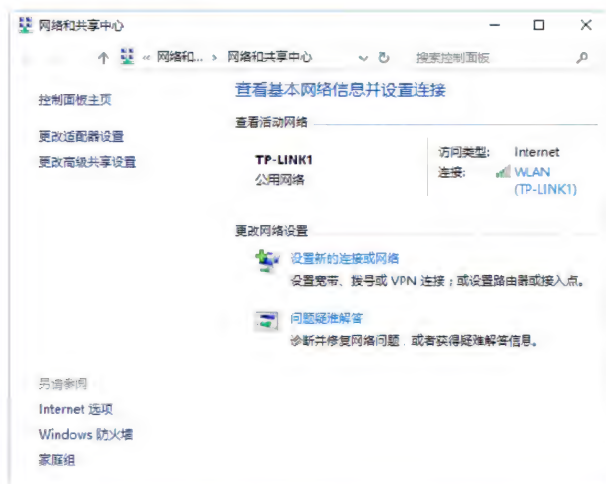 网络和共享中心
« 网络和... › 网络和共享中心
搜索控制面板
控制面板主页
更改适配器设置
更改高级共享设置
查看基本网络信息并设置连接
查看活动网络
TP-LINK1
公用网络
访问类型: Internet
连接: WLAN
(TP-LINK1)
更改网络设置
设置新的连接或网络
设置宽带、拨号或 VPN 连接；或设置路由器或接入点。
问题疑难解答
诊断并修复网络问题，或者获得疑难解答信息。
另请参阅
Internet 选项
Windows 防火墙
家庭组